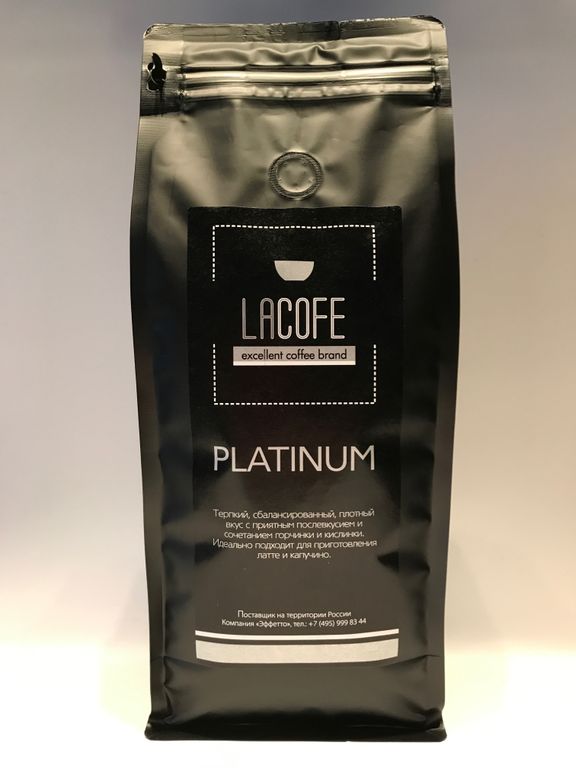 LACOFE
excellent coffee brand
PLATINUM
Терпкий, сбалансированный, плотный
вкус с приятным послевкусием и
сочетанием горчинки и кислинки.
Идеально подходит для приготовления
латте и капучино.
Поставщик на территории России
Компания «Эффетто», тел.: +7 (495) 999 83 44